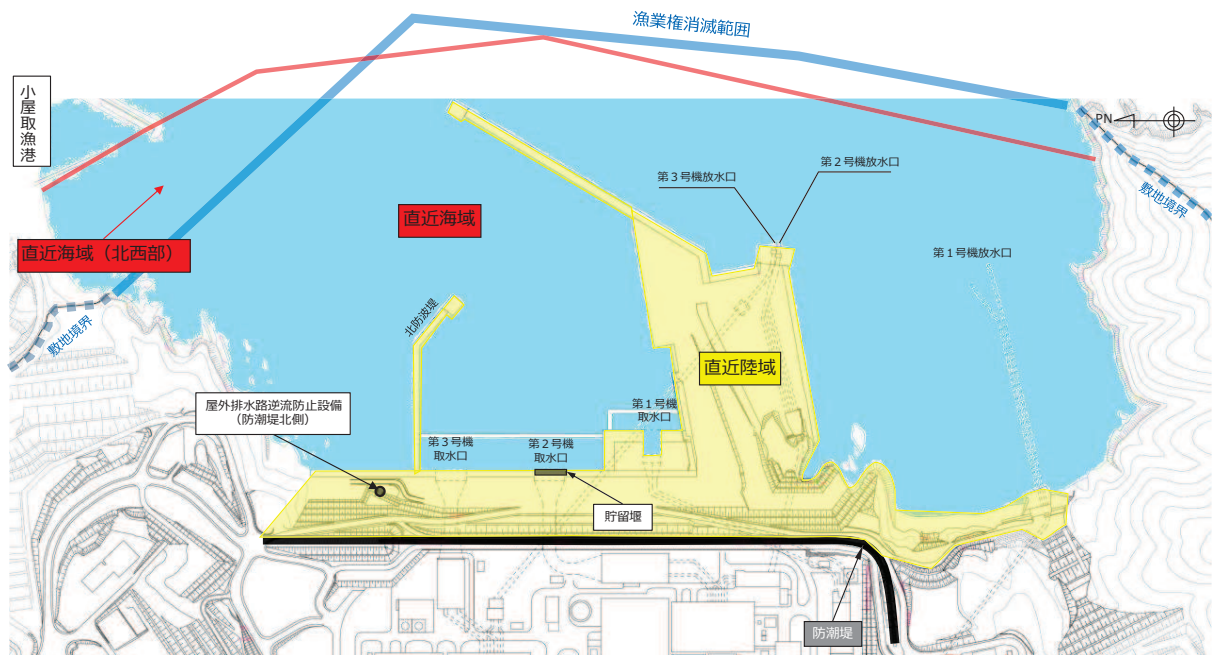 漁業権消滅範囲
小屋取漁港
PN
第2号機放水口
第3号機放水口
敷地境界
直近海域
直近海域(北西部)
第1号機放水口
北防波堤
敷地境界
直近陸域
屋外排水路逆流防止設備
(防潮堤北側)
第1号機
取水口
第3号機
取水口
第2号機
取水口
貯留堰
防潮堤